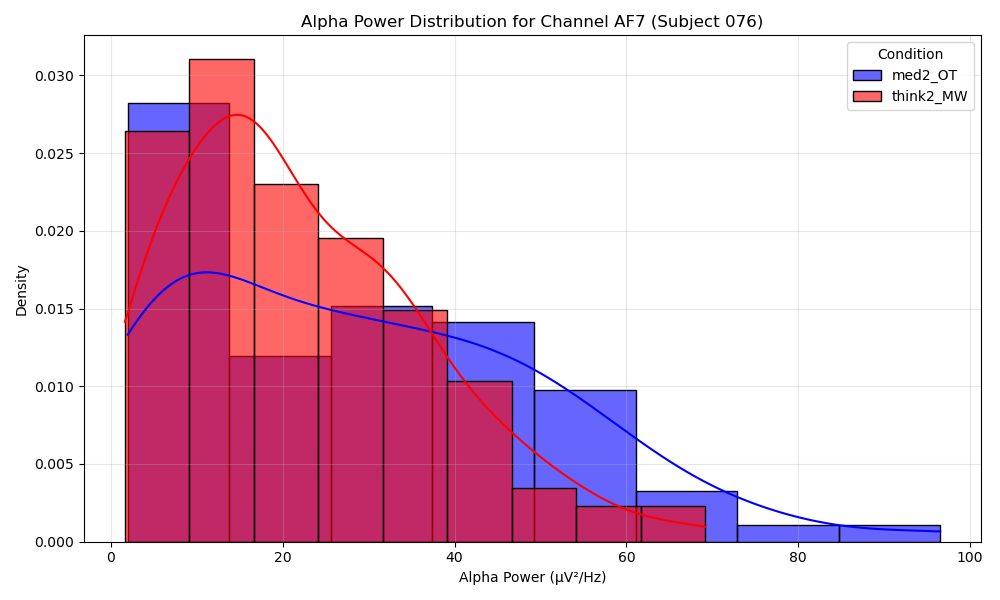 Alpha Power Distribution for Channel AF7 (Subject 076)
Condition
med2_OT
think2_MW
Density
0.030
0.025
0.020
0.015
0.010
0.005
0.000
0
20
40
60
80
100
Alpha Power (μV²/Hz)